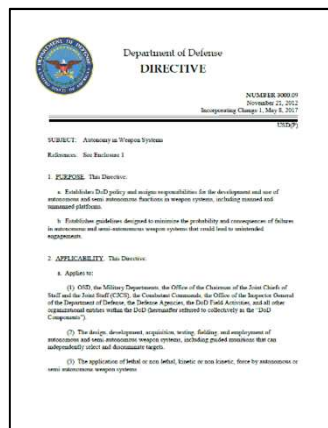 Department of Defense
DIRECTIVE
NUMBER 3000.09
November 21, 2012
Incorporating Change 1, May 8, 2017
USD(P)
SUBJECT: Autonomy in Weapon Systems
References: See Enclosure 1
1. PURPOSE. This Directive:
a. Establishes DoD policy and assigns responsibilities for the development and use of
autonomous and semi-autonomous functions in weapon systems, including manned and
unmanned platforms.
b. Establishes guidelines designed to minimize the probability and consequences of failures
in autonomous and semi-autonomous weapon systems that could lead to unintended
engagements.
2. APPLICABILITY. This Directive:
a. Applies to:
(1) OSD, the Military Departments, the Office of the Chairman of the Joint Chiefs of
Staff and the Joint Staff (CJCS), the Combatant Commands, the Office of the Inspector General
of the Department of Defense, the Defense Agencies, the DoD Field Activities, and all other
organizational entities within the DoD (hereinafter referred to collectively as the "DoD
Components").
(2) The design, development, acquisition, testing, fielding, and employment of
autonomous and semi-autonomous weapon systems, including guided munitions that can
independently select and discriminate targets.
(3) The application of lethal or non-lethal, kinetic or non-kinetic, force by autonomous or
semi-autonomous weapon systems.